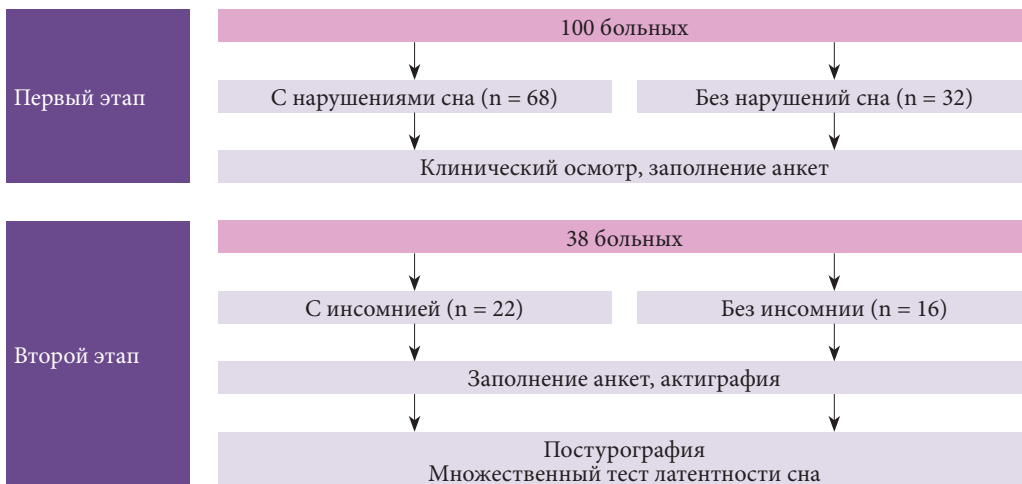 Первый этап
100 больных
С нарушениями сна (n = 68)
Без нарушений сна (n = 32)
Клинический осмотр, заполнение анкет
Второй этап
38 больных
С инсомнией (n = 22)
Без инсомнии (n = 16)
Заполнение анкет, актиграфия
Постурография
Множественный тест латентности сна